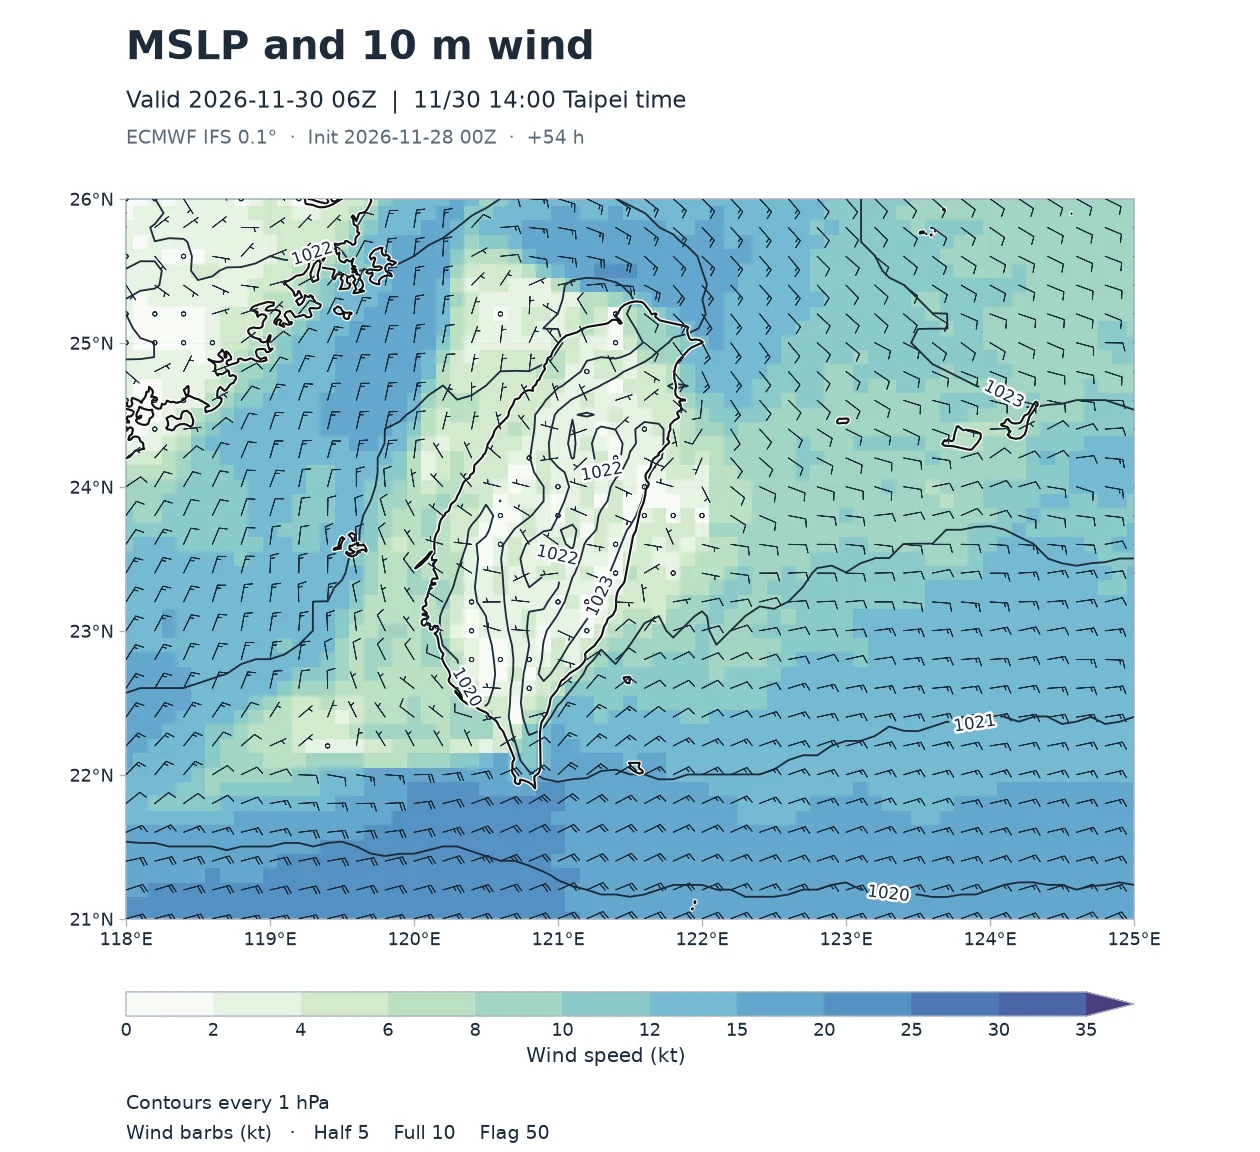 MSLP and 10 m wind
Valid 2026-11-30 06Z | 11/30 14:00 Taipei time
ECMWF IFS 0.1° · Init 2026-11-28 00Z · +54 h
26°N
25°N
24°N
23°N
22°N
21°N
1022
1023
1022
1022
1023
1020
1021
1020
118°E 119°E 120°E 121°E 122°E 123°E 124°E 125°E
0 2 4 6 8 10 12 15 20 25 30 35
Wind speed (kt)
Contours every 1 hPa
Wind barbs (kt) · Half 5 Full 10 Flag 50